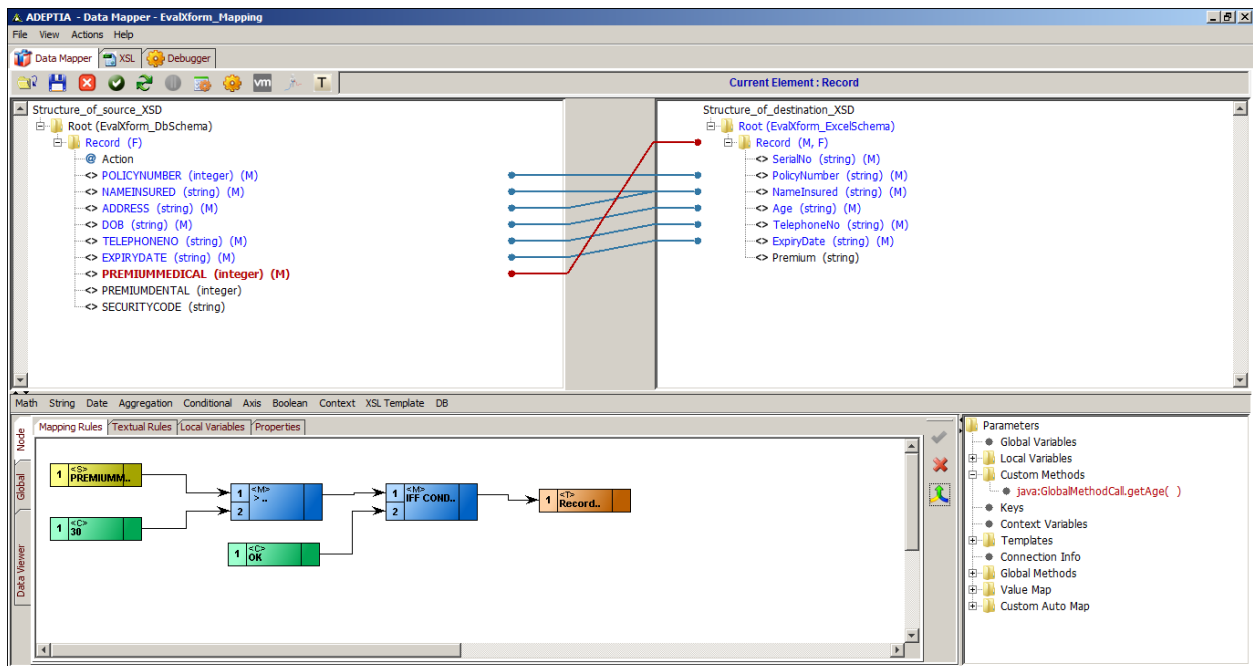 ADEPTIA - Data Mapper - EvalXform_Mapping
File View Actions Help
Data Mapper XSL Debugger
vm T Current Element : Record
Structure_of_source_XSD
Root (EvalXform_DbSchema)
Record (F)
@ Action
<> POLICYNUMBER (integer) (M)
<> NAMEINSURED (string) (M)
<> ADDRESS (string) (M)
<> DOB (string) (M)
<> TELEPHONENO (string) (M)
<> EXPIRYDATE (string) (M)
<> PREMIUMMEDICAL (integer) (M)
<> PREMIUMDENTAL (integer)
<> SECURITYCODE (string)
Structure_of_destination_XSD
Root (EvalXform_ExcelSchema)
Record (M, F)
<> SerialNo (string) (M)
<> PolicyNumber (string) (M)
<> NameInsured (string) (M)
<> Age (string) (M)
<> TelephoneNo (string) (M)
<> ExpiryDate (string) (M)
<> Premium (string)
Math String Date Aggregation Conditional Axis Boolean Context XSL Template DB
Node
Global
Data Viewer
Mapping Rules Textual Rules Local Variables Properties
1 <S> PREMIUMM..
1 <C> 30
1 2 <M> >..
1 <C> OK
1 2 <M> IFF COND..
1 <T> Record..
Parameters
Global Variables
Local Variables
Custom Methods
java:GlobalMethodCall.getAge( )
Keys
Context Variables
Templates
Connection Info
Global Methods
Value Map
Custom Auto Map